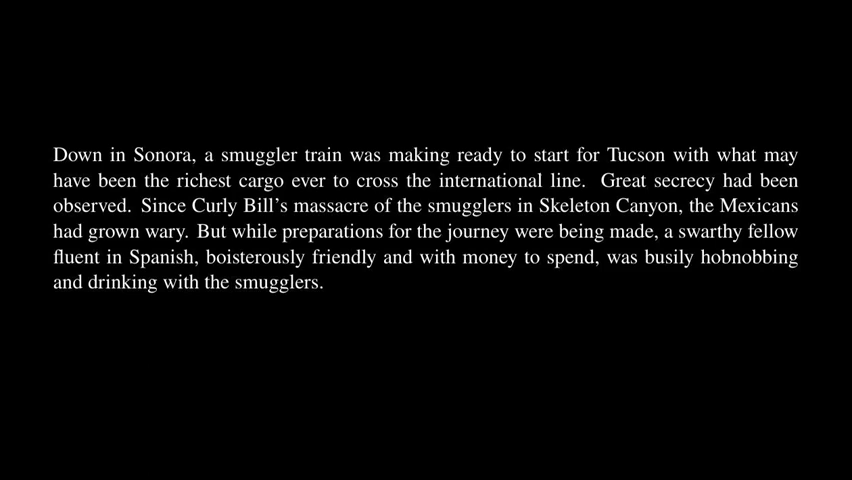 Down in Sonora, a smuggler train was making ready to start for Tucson with what may
have been the richest cargo ever to cross the international line. Great secrecy had been
observed. Since Curly Bill's massacre of the smugglers in Skeleton Canyon, the Mexicans
had grown wary. But while preparations for the journey were being made, a swarthy fellow
fluent in Spanish, boisterously friendly and with money to spend, was busily hobnobbing
and drinking with the smugglers.